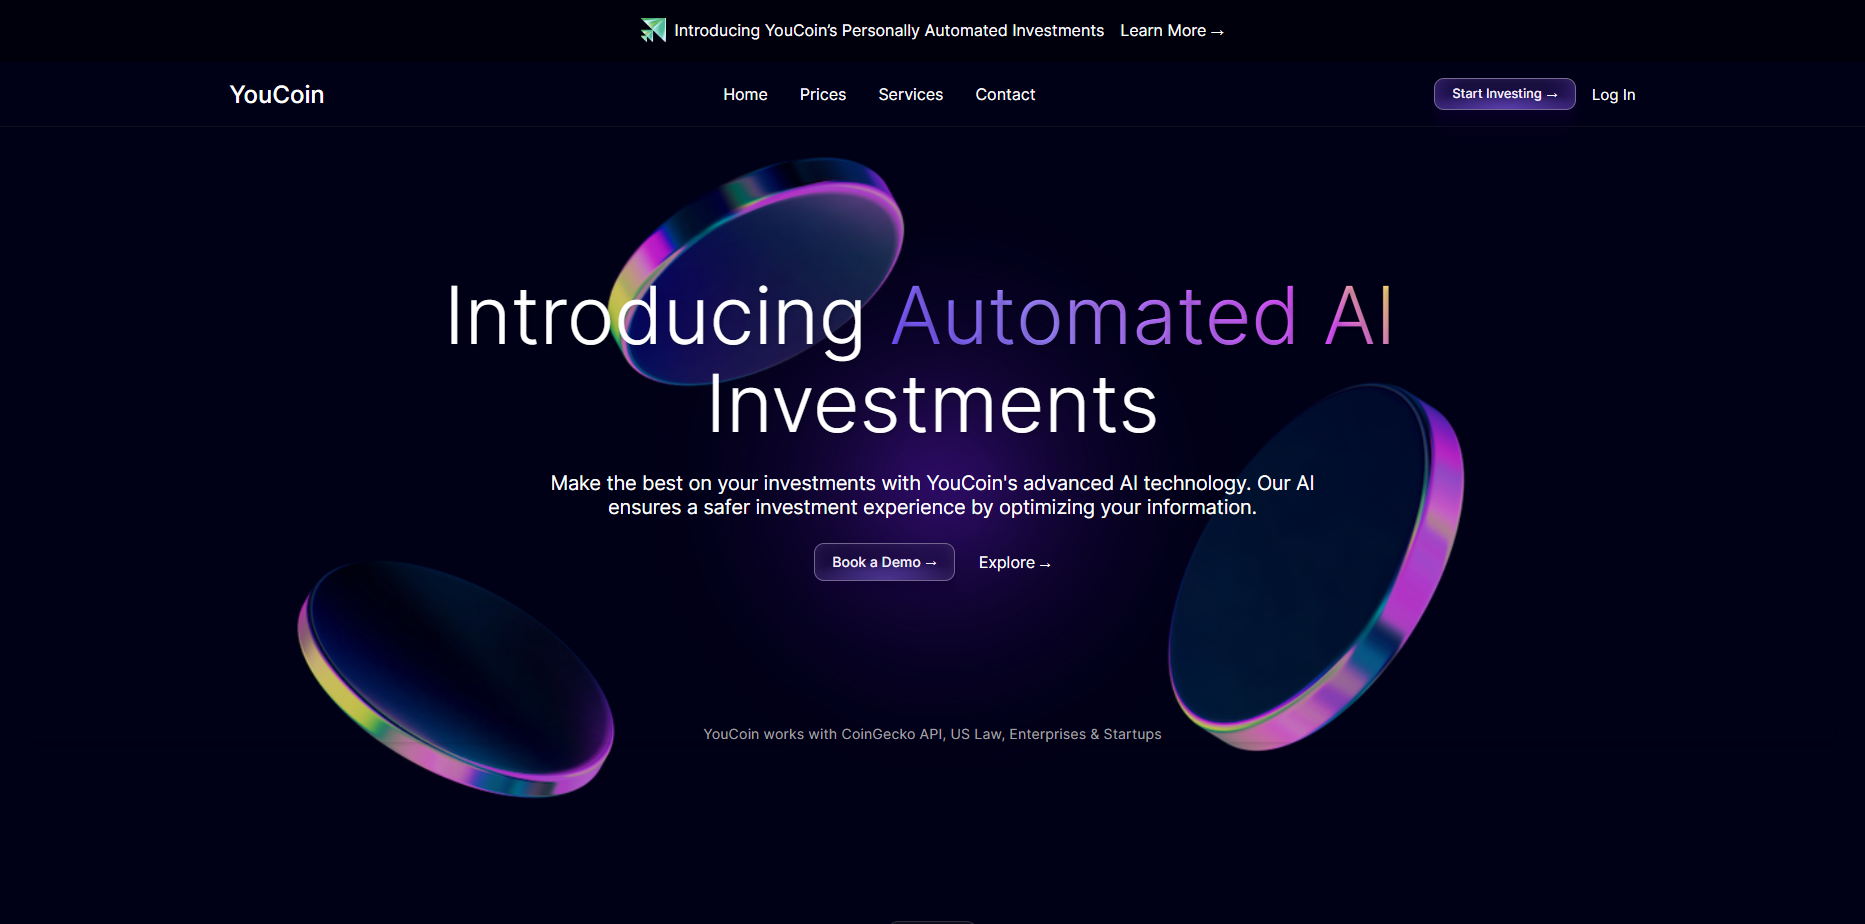 Introducing YouCoin’s Personally Automated Investments Learn More →
YouCoin Home Prices Services Contact Start Investing → Log In
Introducing Automated AI
Investments
Make the best on your investments with YouCoin's advanced AI technology. Our AI
ensures a safer investment experience by optimizing your information.
Book a Demo → Explore →
YouCoin works with CoinGecko API, US Law, Enterprises & Startups